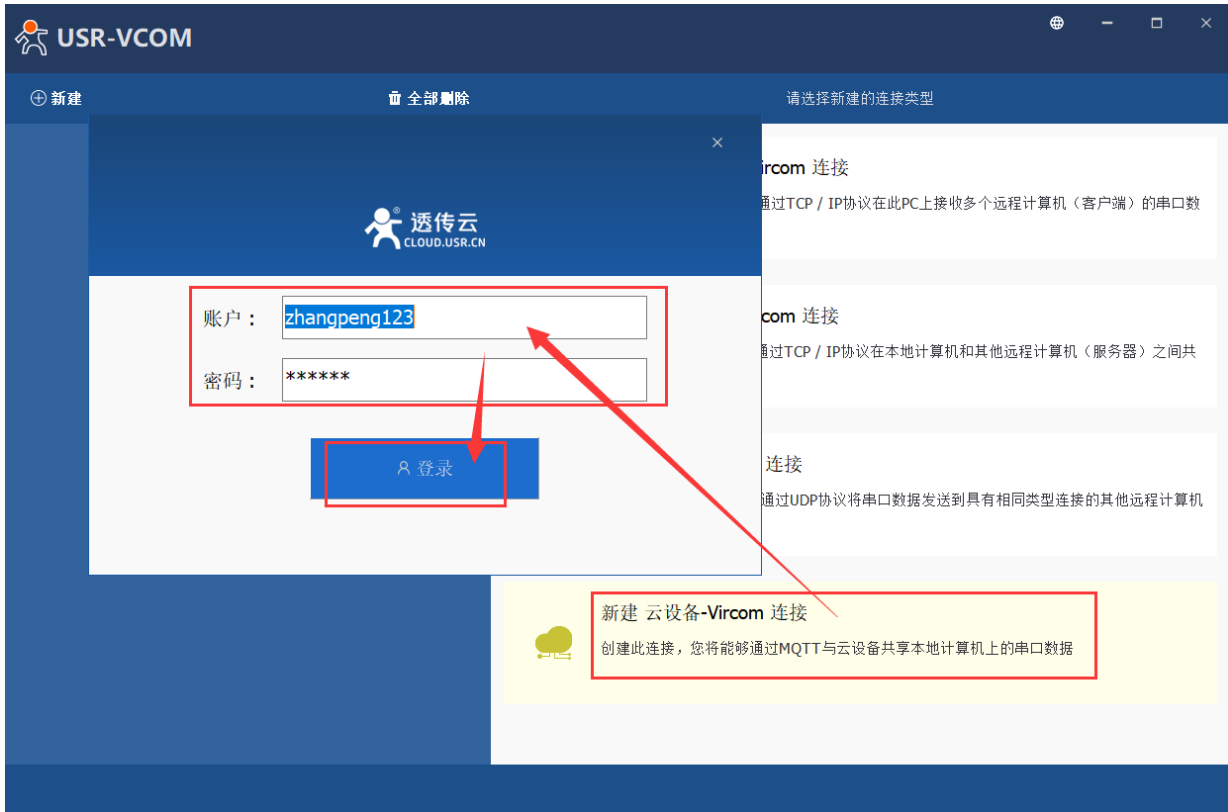 USR-VCOM
新建
全部删除
请选择新建的连接类型
透传云
CLOUD.USR.CN
账户：
zhangpeng123
密码：
******
登录
ircom 连接
通过TCP / IP协议在此PC上接收多个远程计算机（客户端）的串口数
com 连接
通过TCP / IP协议在本地计算机和其他远程计算机（服务器）之间共
连接
通过UDP协议将串口数据发送到具有相同类型连接的其他远程计算机
新建 云设备-Vircom 连接
创建此连接，您将能够通过MQTT与云设备共享本地计算机上的串口数据